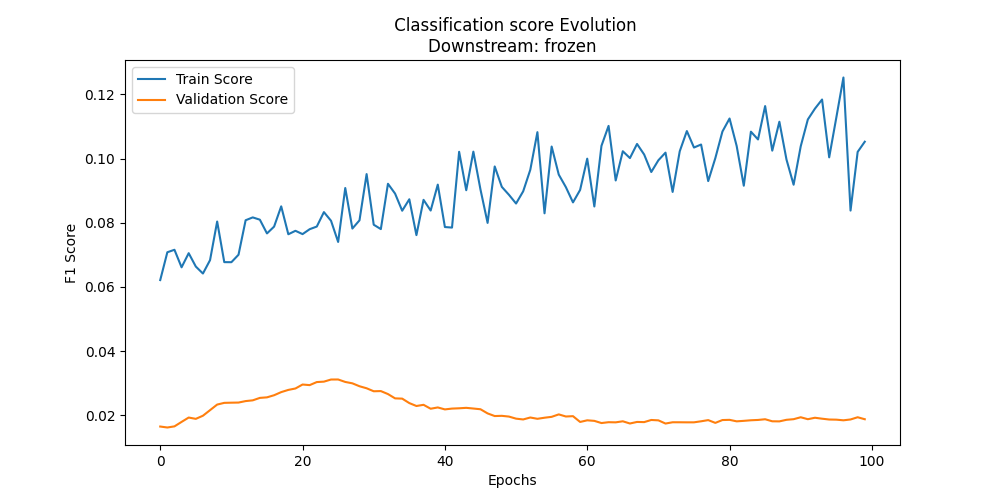 Classification score Evolution
Downstream: frozen
Train Score
Validation Score
F1 Score
0.12
0.10
0.08
0.06
0.04
0.02
0
20
40
60
80
100
Epochs